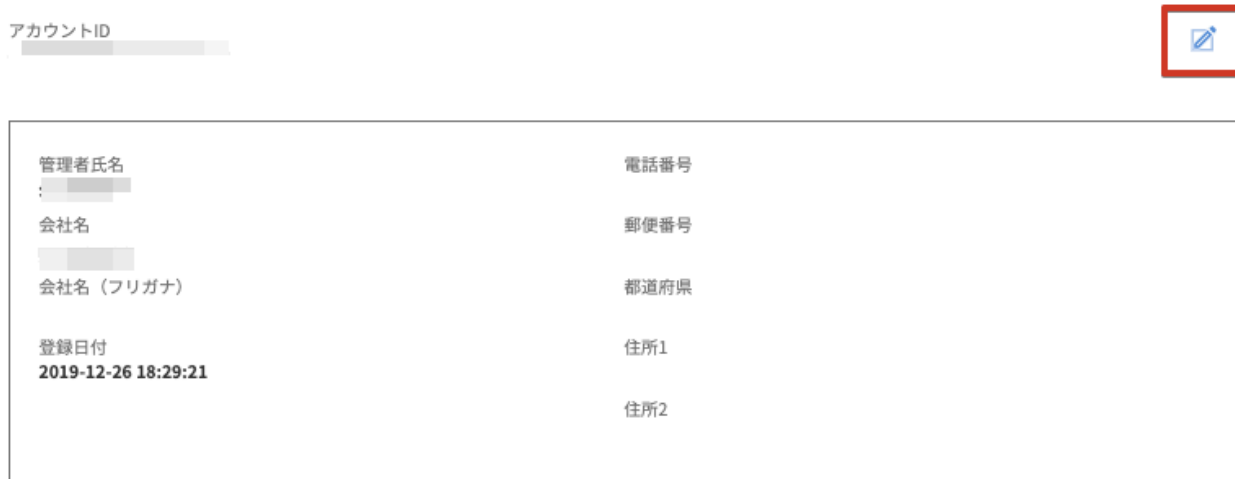 アカウントID
管理者氏名
会社名
会社名（フリガナ）
登録日付
2019-12-26 18:29:21
電話番号
郵便番号
都道府県
住所1
住所2